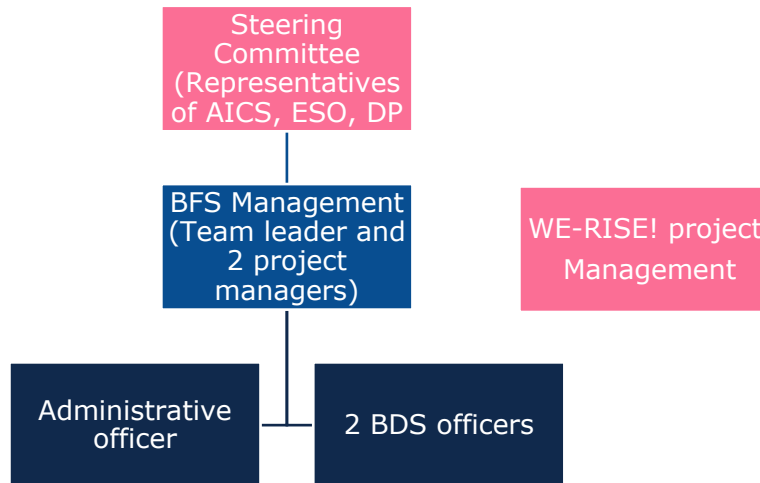 Steering
Committee
(Representatives
of AICS, ESO, DP
BFS Management
(Team leader and
2 project
managers)
WE-RISE! project
Management
Administrative
officer
2 BDS officers